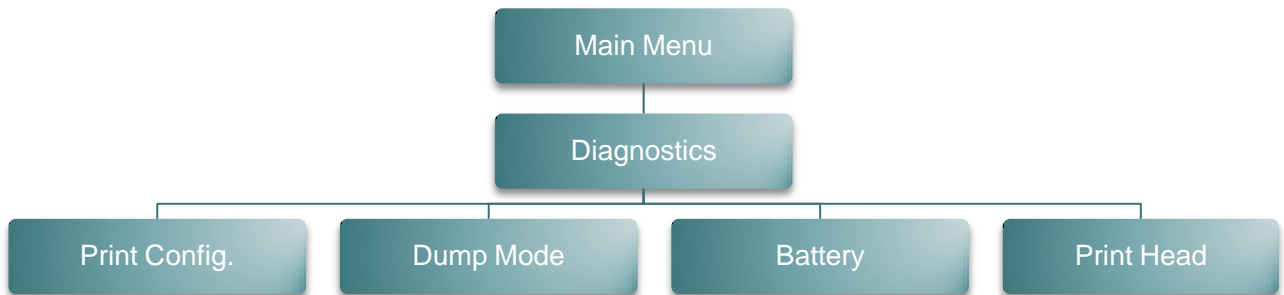 Main Menu
Diagnostics
Print Config.
Dump Mode
Battery
Print Head